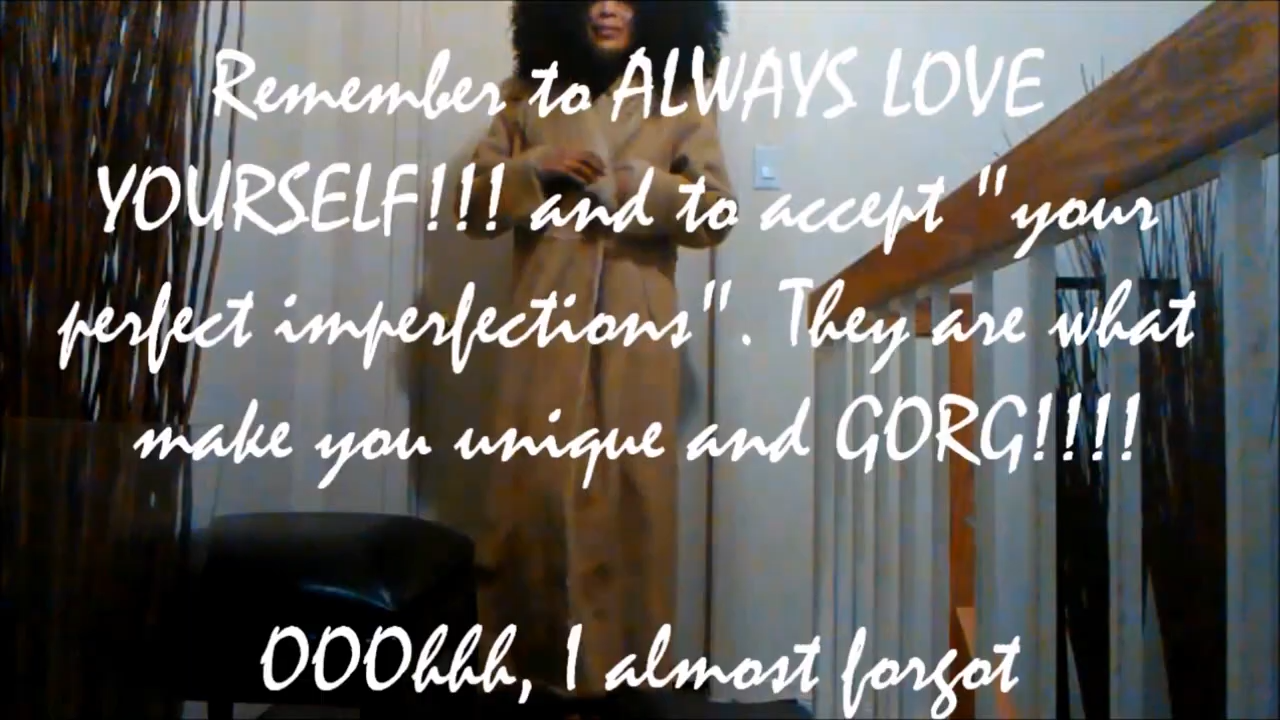 Remember to ALWAYS LOVE
YOURSELF!!! and to accept "your
perfect imperfections". They are what
make you unique and GORG!!!!
OOOhhh, I almost forgot